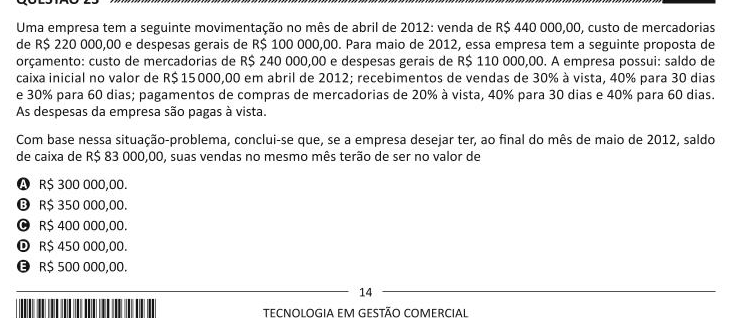 QUESTÃO 23
Uma empresa tem a seguinte movimentação no mês de abril de 2012: venda de R$ 440 000,00, custo de mercadorias
de R$ 220 000,00 e despesas gerais de R$ 100 000,00. Para maio de 2012, essa empresa tem a seguinte proposta de
orçamento: custo de mercadorias de R$ 240 000,00 e despesas gerais de R$ 110 000,00. A empresa possui: saldo de
caixa inicial no valor de R$ 15 000,00 em abril de 2012; recebimentos de vendas de 30% à vista, 40% para 30 dias
e 30% para 60 dias; pagamentos de compras de mercadorias de 20% à vista, 40% para 30 dias e 40% para 60 dias.
As despesas da empresa são pagas à vista.
Com base nessa situação-problema, conclui-se que, se a empresa desejar ter, ao final do mês de maio de 2012, saldo
de caixa de R$ 83 000,00, suas vendas no mesmo mês terão de ser no valor de
A R$ 300 000,00.
B R$ 350 000,00.
C R$ 400 000,00.
D R$ 450 000,00.
E R$ 500 000,00.
14
TECNOLOGIA EM GESTÃO COMERCIAL